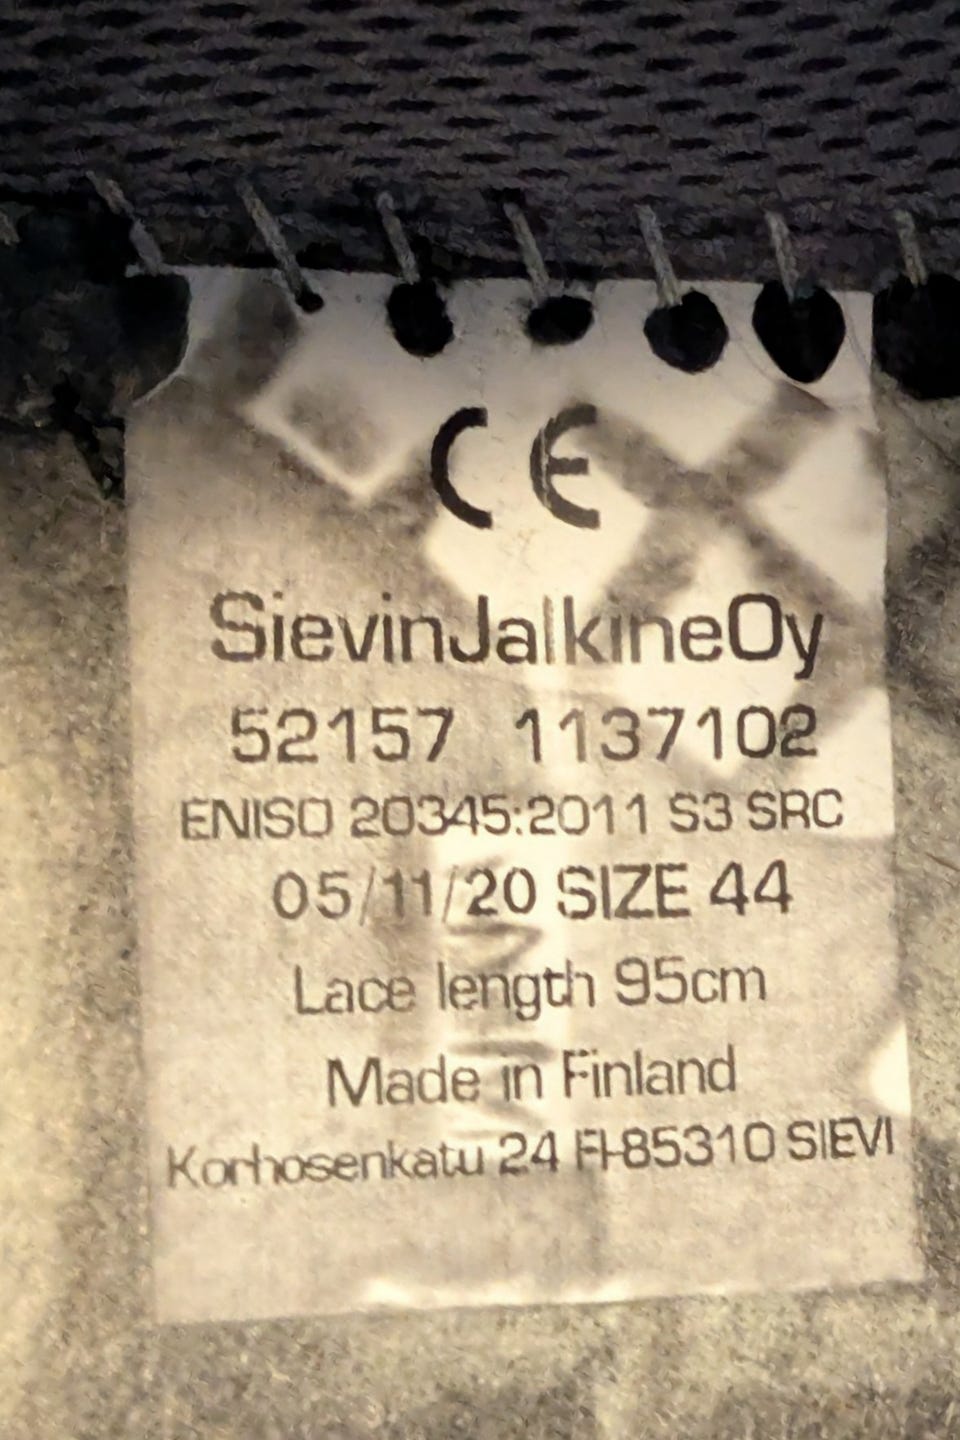 CE
SievinJalkineOy
52157 1137102
ENISO 20345:2011 S3 SRC
05/11/20 SIZE 44
Lace length 95cm
Made in Finland
Korhosenkatu 24 FI-85310 SIEVI